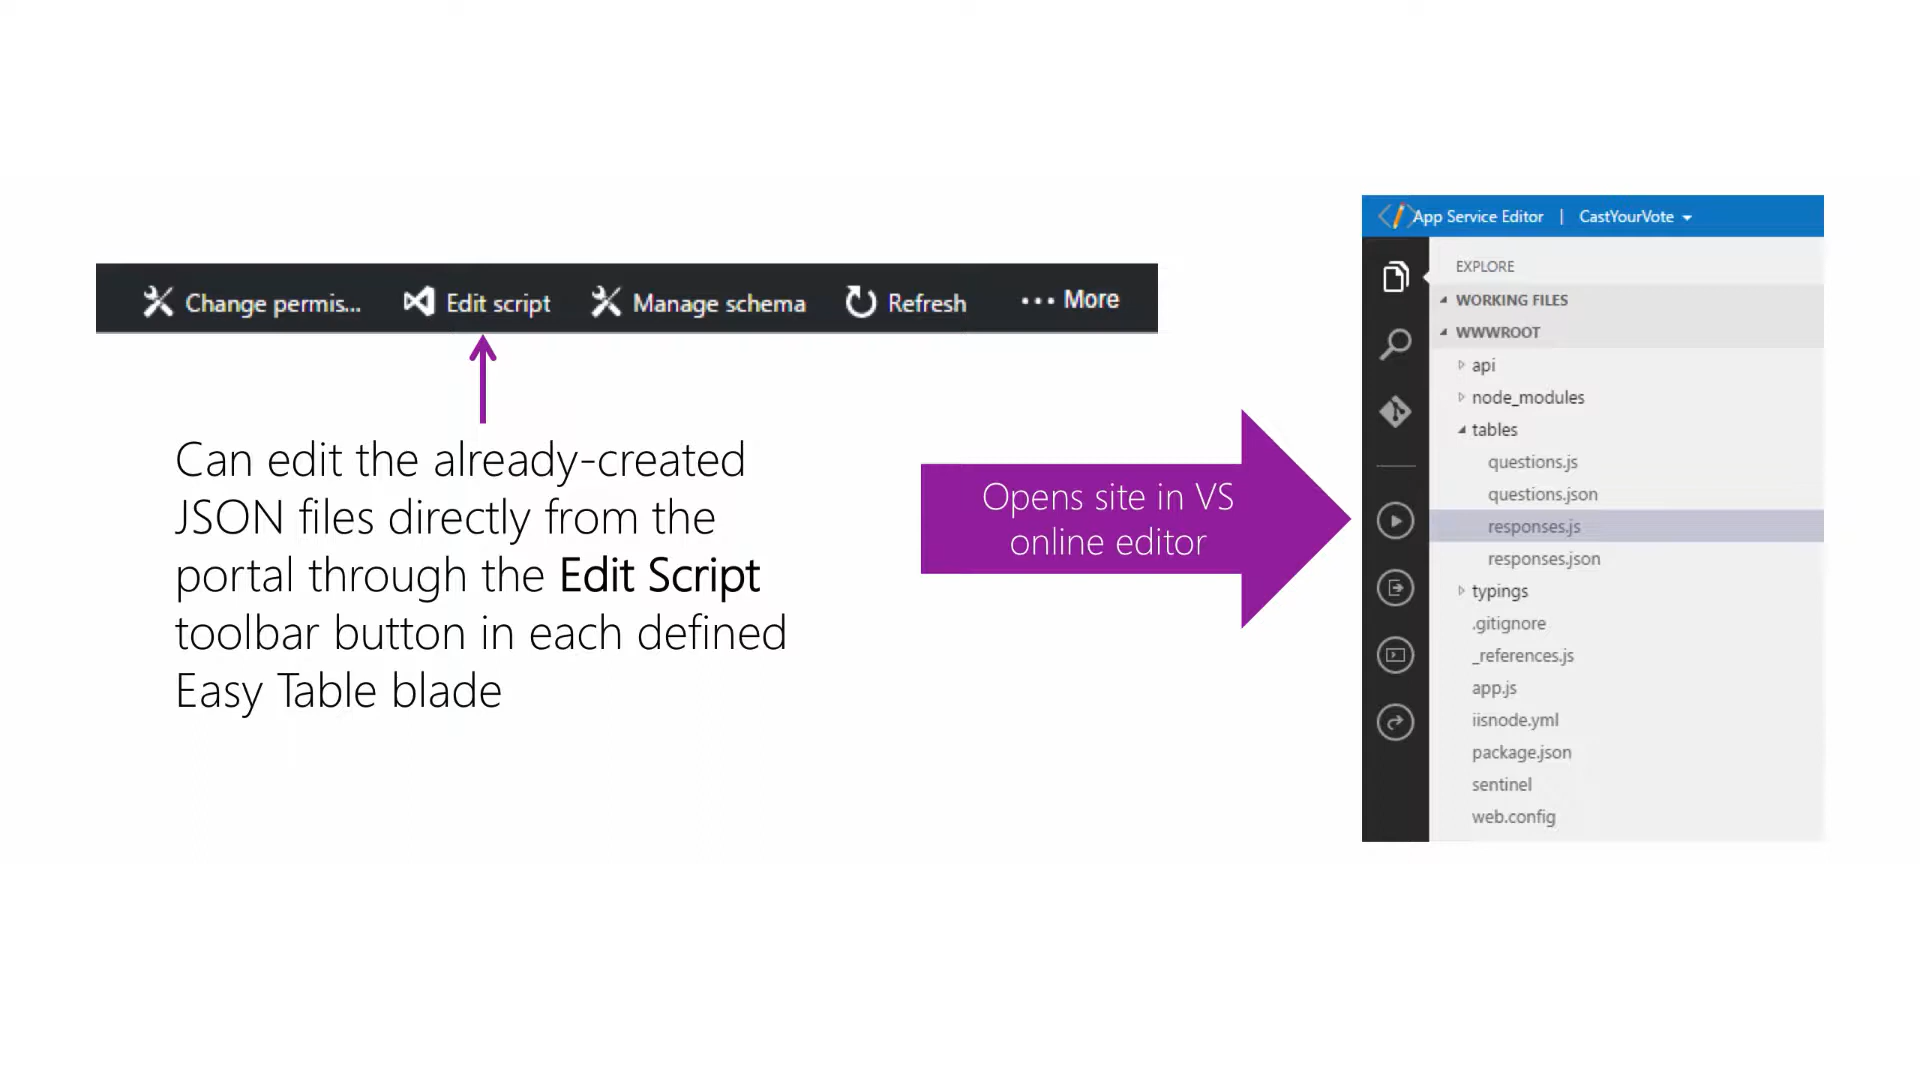 Change permis...
Edit script
Manage schema
Refresh
••• More
Can edit the already-created
JSON files directly from the
portal through the Edit Script
toolbar button in each defined
Easy Table blade
Opens site in VS
online editor
App Service Editor | CastYourVote
EXPLORE
WORKING FILES
WWWROOT
api
node_modules
tables
questions.js
questions.json
responses.js
responses.json
typings
.gitignore
_references.js
app.js
iisnode.yml
package.json
sentinel
web.config